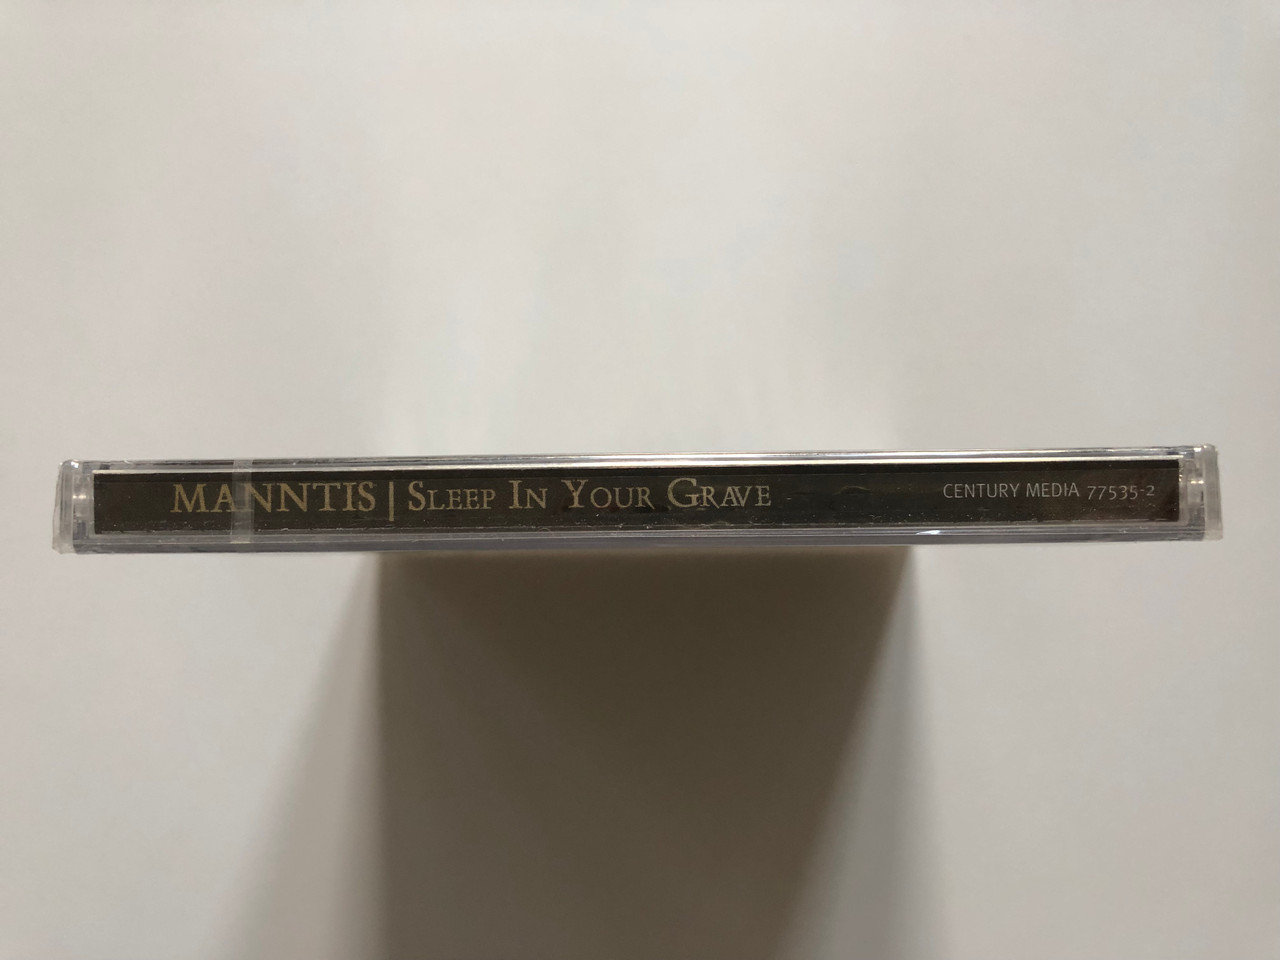 MANNTIS | SLEEP IN YOUR GRAVE CENTURY MEDIA 77535-2